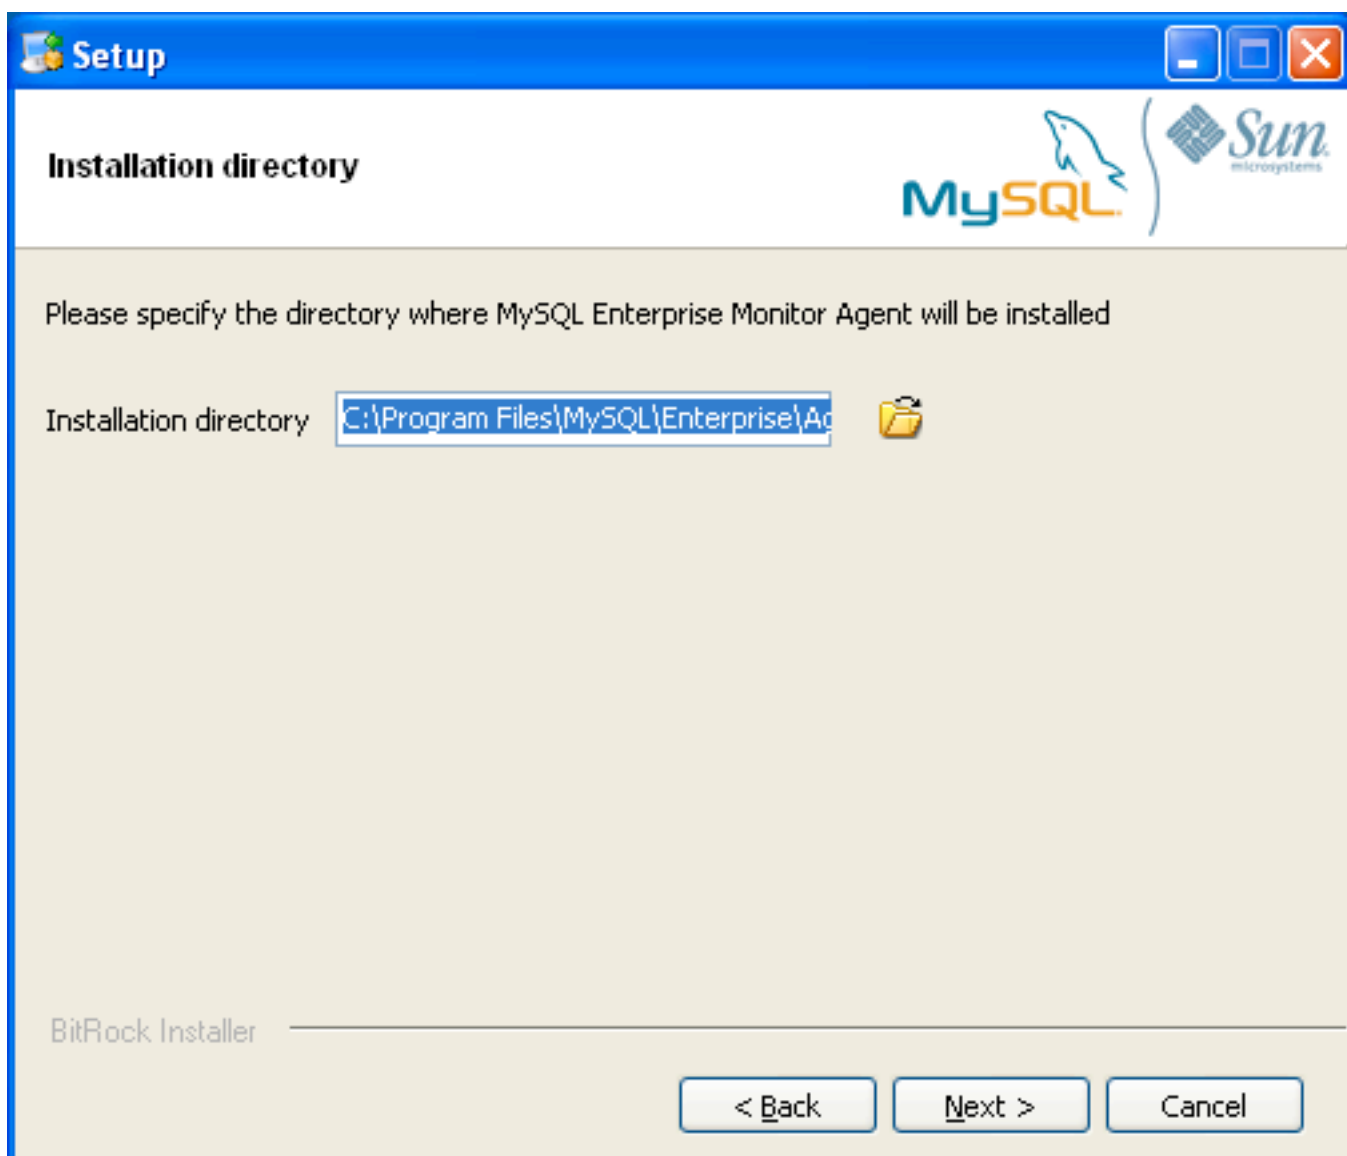 Setup
Installation directory
MySQL
Sun
microsystems
Please specify the directory where MySQL Enterprise Monitor Agent will be installed
Installation directory C:\Program Files\MySQL\Enterprise\Ag
BitRock Installer
< Back
Next >
Cancel